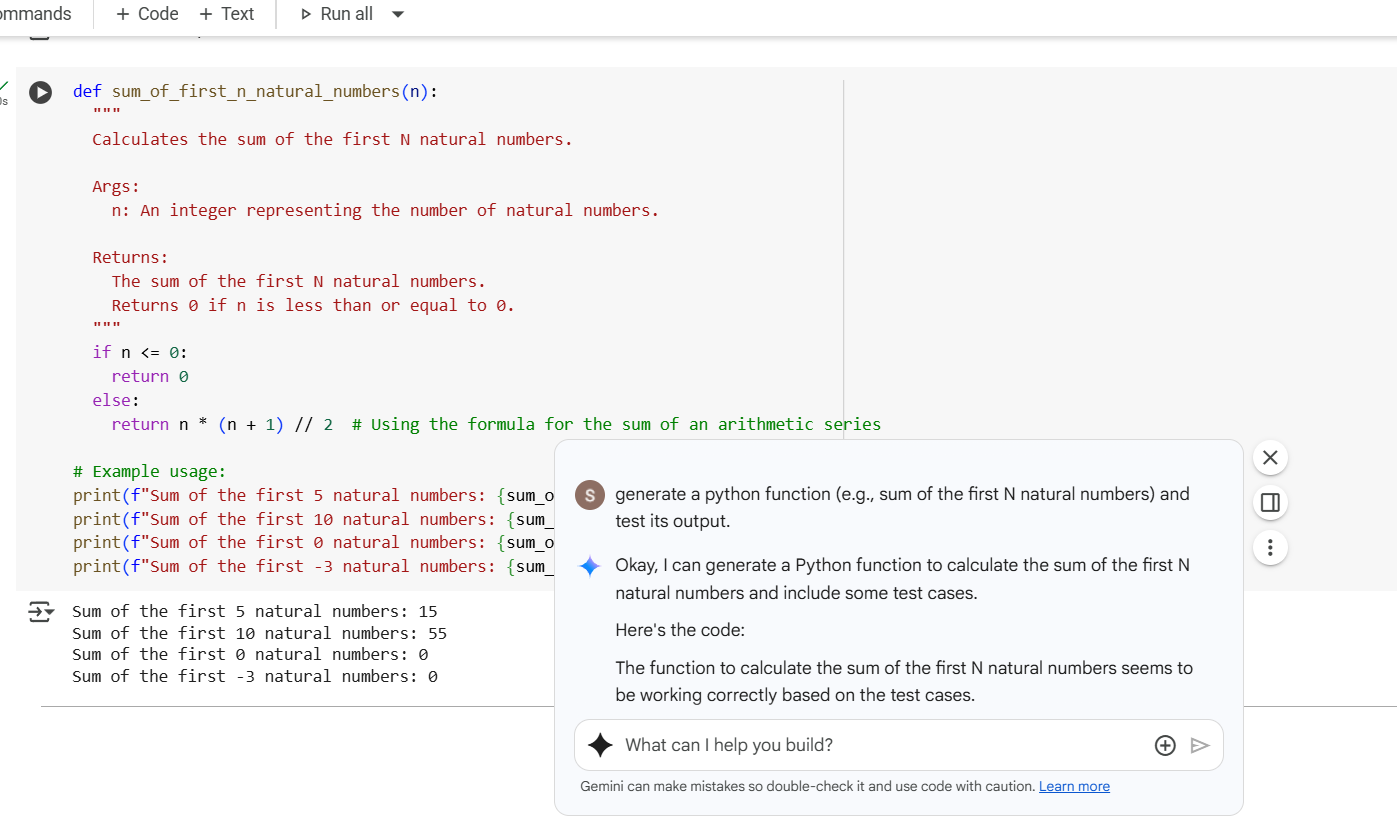 + Code + Text Run all
def sum_of_first_n_natural_numbers(n):
"""
Calculates the sum of the first N natural numbers.
Args:
n: An integer representing the number of natural numbers.
Returns:
The sum of the first N natural numbers.
Returns 0 if n is less than or equal to 0.
"""
if n <= 0:
return 0
else:
return n * (n + 1) // 2  # Using the formula for the sum of an arithmetic series
# Example usage:
print(f"Sum of the first 5 natural numbers: {sum_o
print(f"Sum of the first 10 natural numbers: {sum_
print(f"Sum of the first 0 natural numbers: {sum_o
print(f"Sum of the first -3 natural numbers: {sum_
Sum of the first 5 natural numbers: 15
Sum of the first 10 natural numbers: 55
Sum of the first 0 natural numbers: 0
Sum of the first -3 natural numbers: 0
S
generate a python function (e.g., sum of the first N natural numbers) and
test its output.
Okay, I can generate a Python function to calculate the sum of the first N
natural numbers and include some test cases.
Here's the code:
The function to calculate the sum of the first N natural numbers seems to
be working correctly based on the test cases.
What can I help you build?
Gemini can make mistakes so double-check it and use code with caution. Learn more